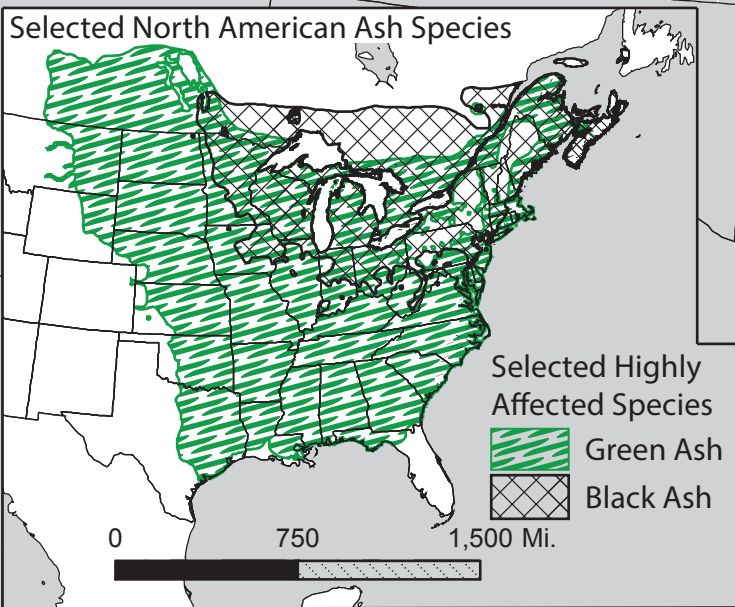 Selected North American Ash Species
Selected Highly
Affected Species
Green Ash
Black Ash
0 750 1,500 Mi.